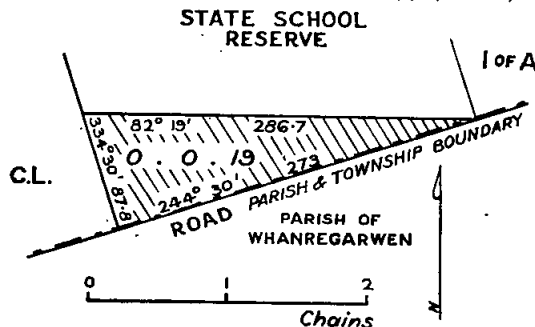 STATE SCHOOL
RESERVE
1 OF A
82° 19' 286.7
334° 30' 87.8
0. 0. 19
C.L.
244° 30' 273
ROAD PARISH & TOWNSHIP BOUNDARY
PARISH OF
WHANREGARWEN
0 1 2
Chains
N